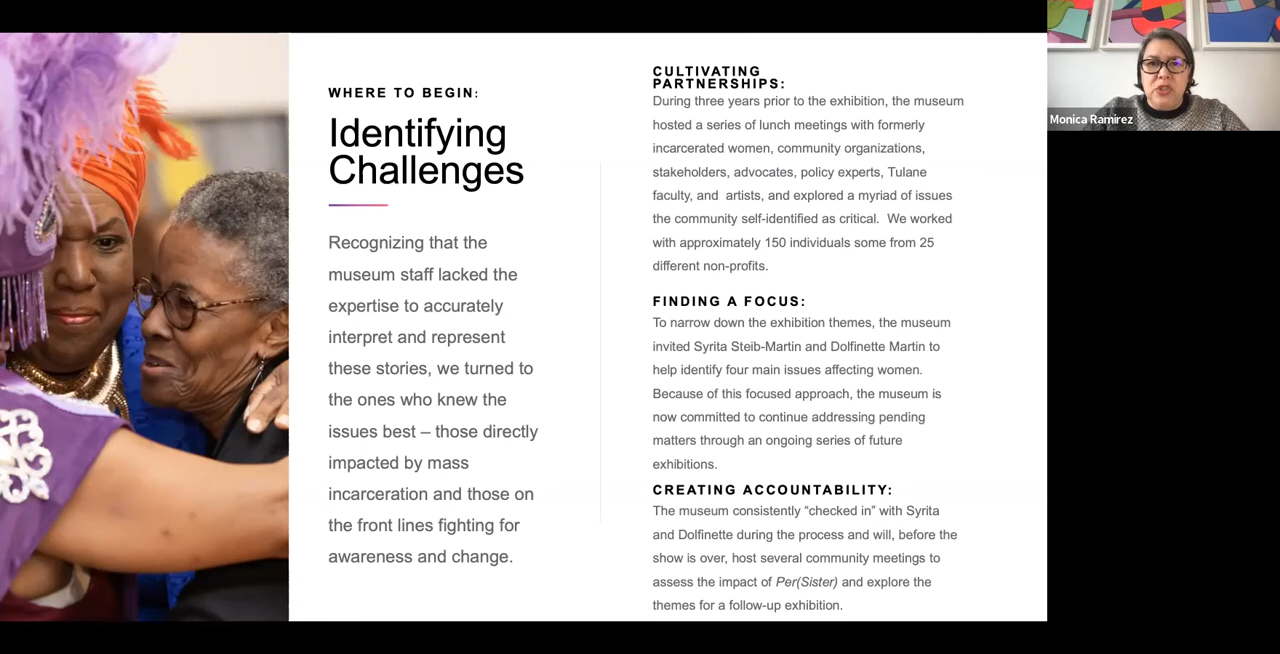 WHERE TO BEGIN:
Identifying
Challenges
Recognizing that the
museum staff lacked the
expertise to accurately
interpret and represent
these stories, we turned to
the ones who knew the
issues best – those directly
impacted by mass
incarceration and those on
the front lines fighting for
awareness and change.
CULTIVATING
PARTNERSHIPS:
During three years prior to the exhibition, the museum
hosted a series of lunch meetings with formerly
incarcerated women, community organizations,
stakeholders, advocates, policy experts, Tulane
faculty, and  artists, and explored a myriad of issues
the community self-identified as critical.  We worked
with approximately 150 individuals some from 25
different non-profits.
FINDING A FOCUS:
To narrow down the exhibition themes, the museum
invited Syrita Steib-Martin and Dolfinette Martin to
help identify four main issues affecting women.
Because of this focused approach, the museum is
now committed to continue addressing pending
matters through an ongoing series of future
exhibitions.
CREATING ACCOUNTABILITY:
The museum consistently “checked in” with Syrita
and Dolfinette during the process and will, before the
show is over, host several community meetings to
assess the impact of Per(Sister) and explore the
themes for a follow-up exhibition.
Monica Ramirez